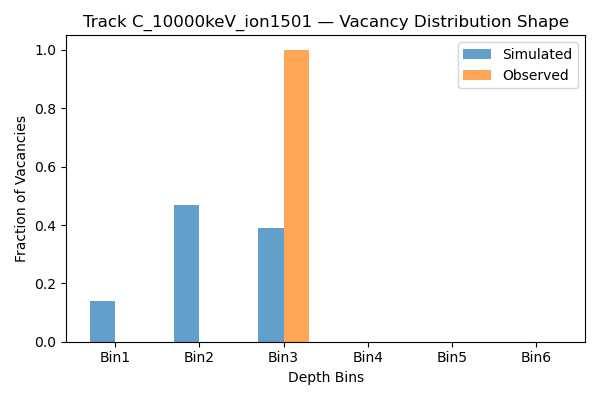 Track C_10000keV_ion1501 — Vacancy Distribution Shape
Simulated
Observed
Fraction of Vacancies
1.0
0.8
0.6
0.4
0.2
0.0
Bin1 Bin2 Bin3 Bin4 Bin5 Bin6
Depth Bins